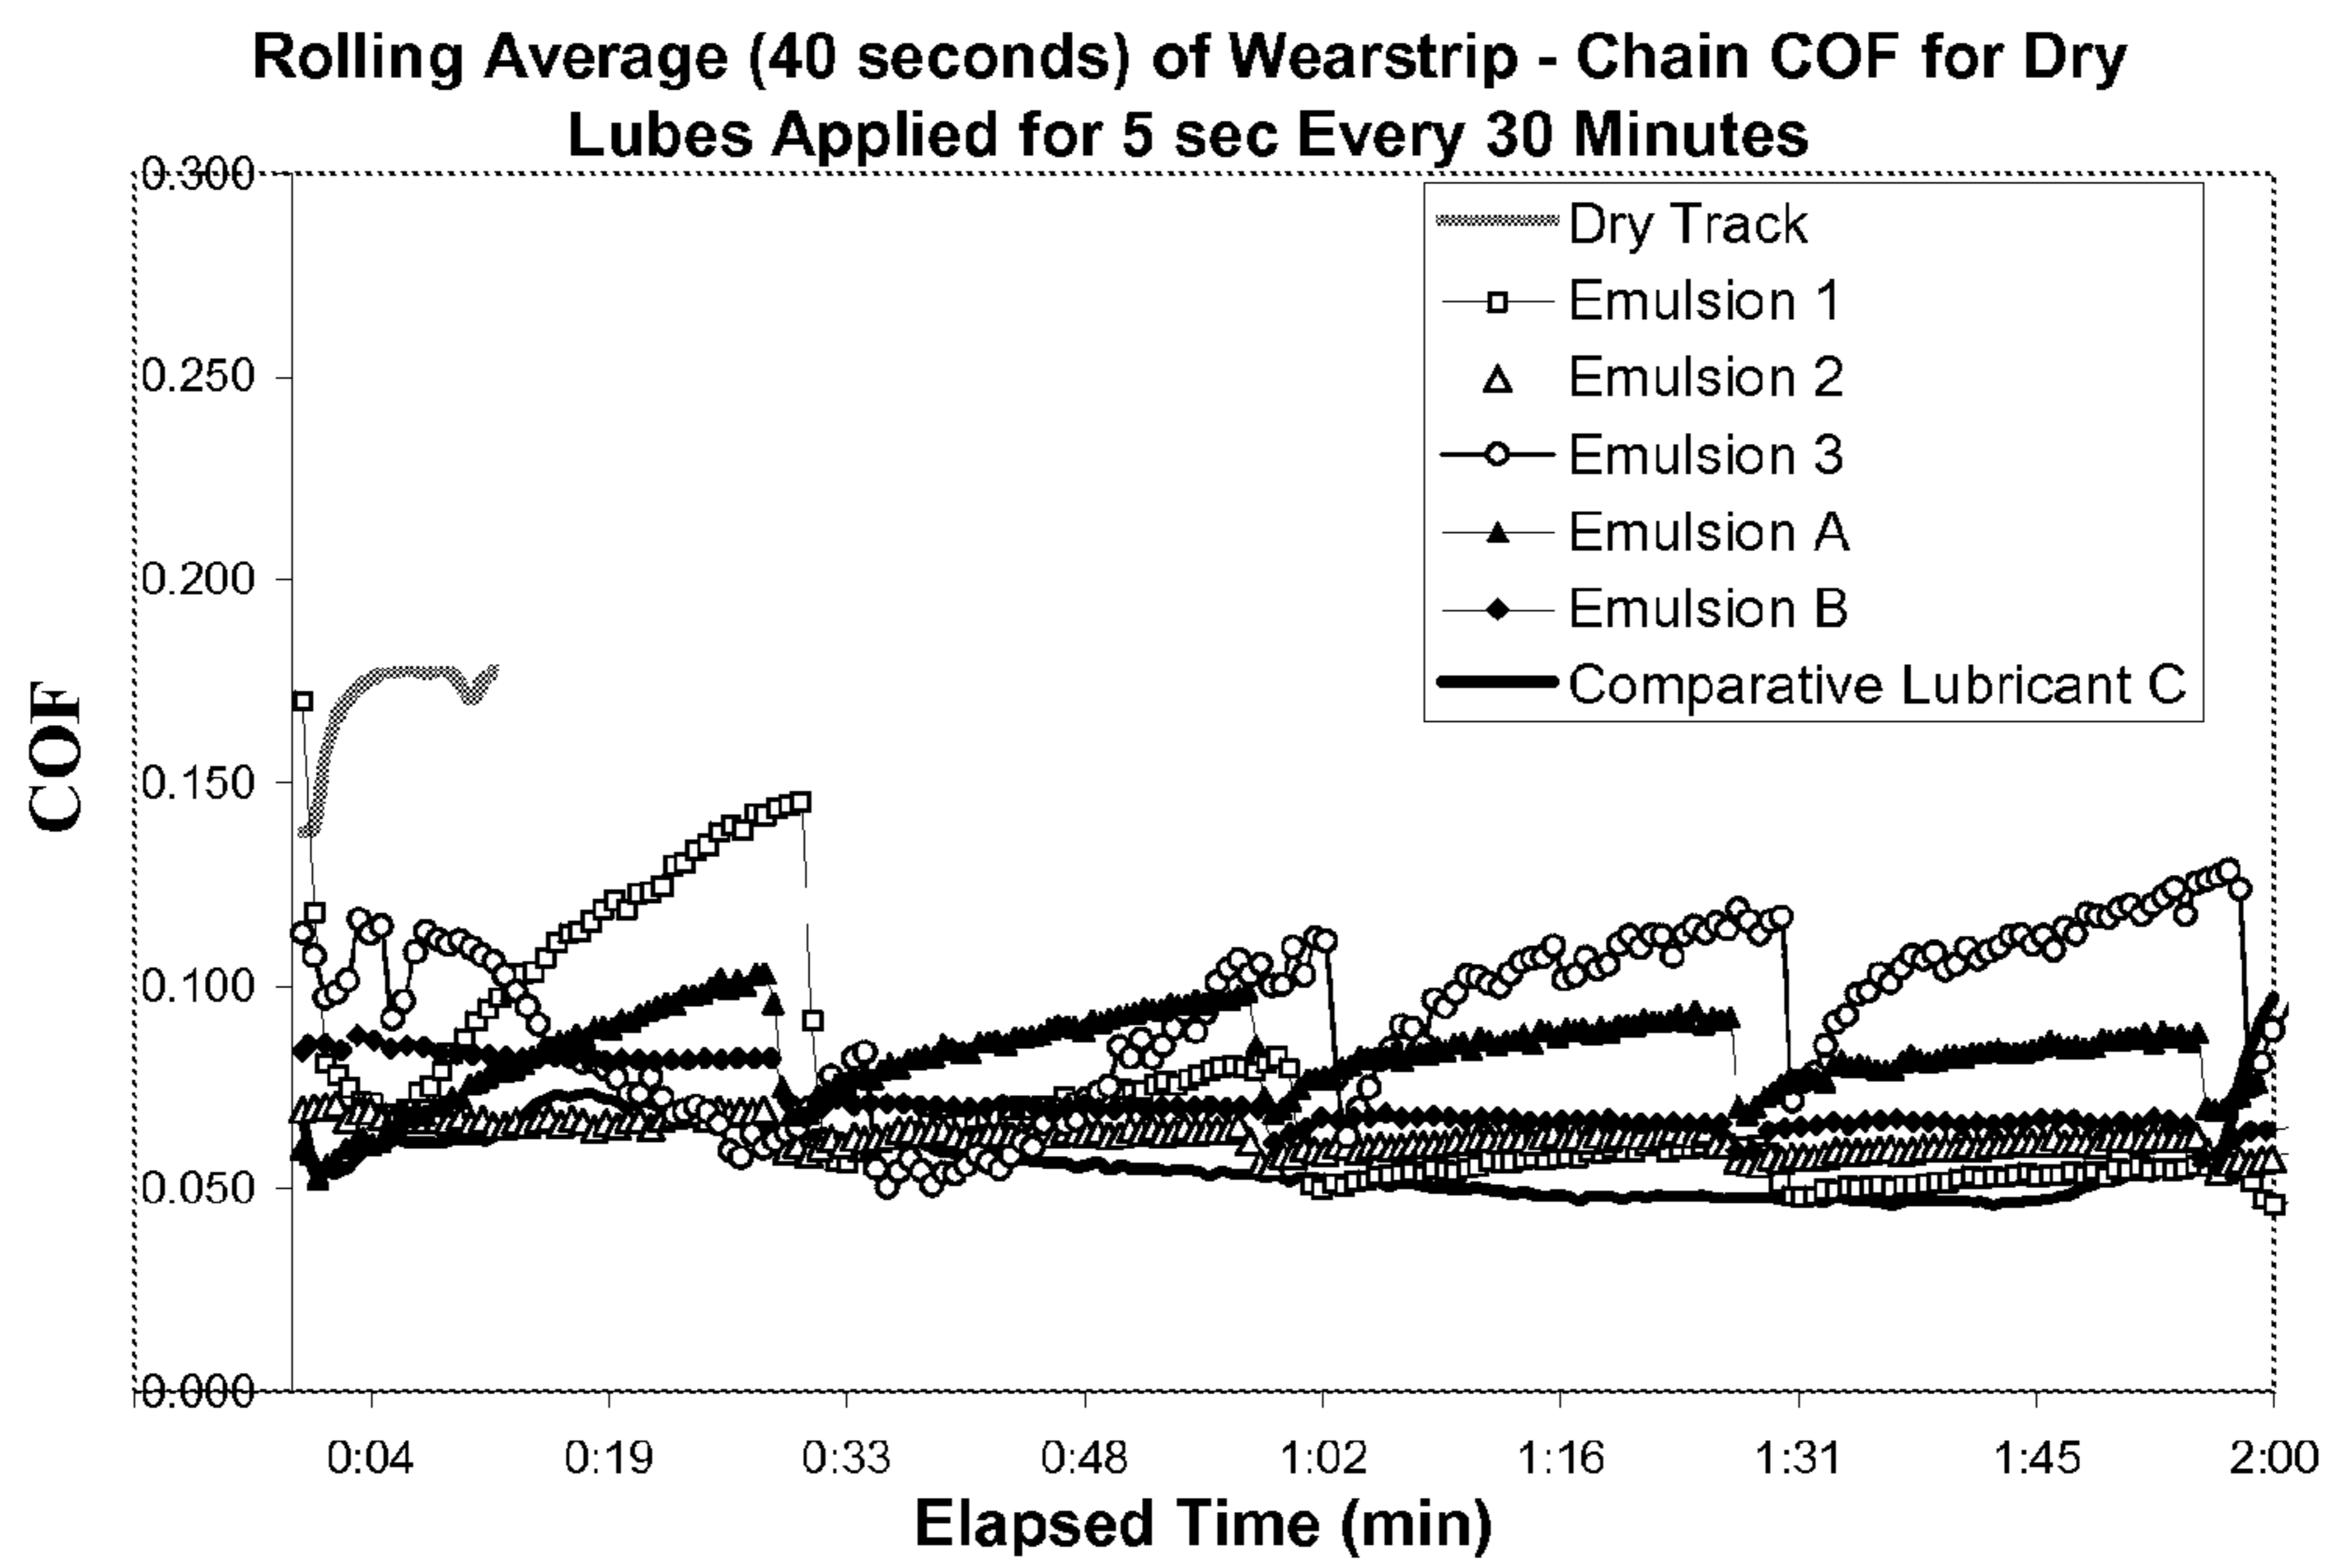 Rolling Average (40 seconds) of Wearstrip - Chain COF for Dry
Lubes Applied for 5 sec Every 30 Minutes
0.300
0.250
0.200
0.150
0.100
0.050
0.000
COF
Dry Track
Emulsion 1
Emulsion 2
Emulsion 3
Emulsion A
Emulsion B
Comparative Lubricant C
0:04 0:19 0:33 0:48 1:02 1:16 1:31 1:45 2:00
Elapsed Time (min)